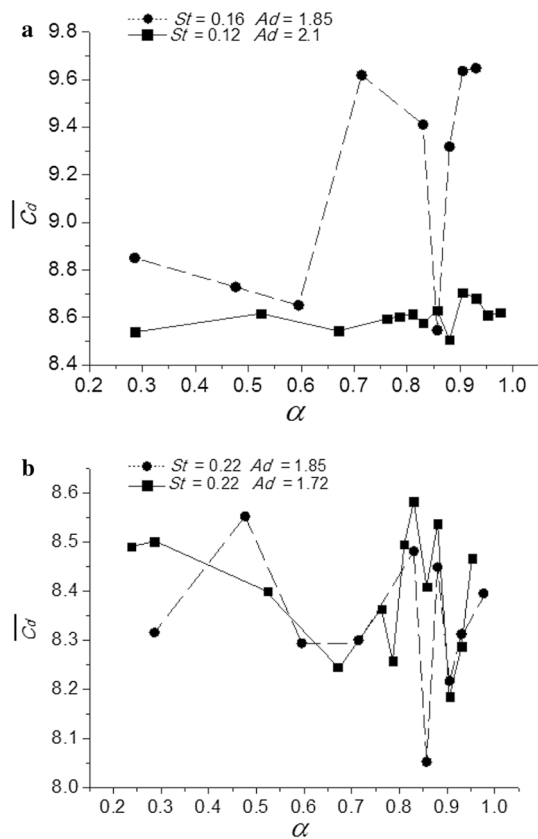 a
St = 0.16 Ad = 1.85
St = 0.12 Ad = 2.1
9.8
9.6
9.4
9.2
9.0
8.8
8.6
8.4
Cd
0.2 0.3 0.4 0.5 0.6 0.7 0.8 0.9 1.0
α
b
St = 0.22 Ad = 1.85
St = 0.22 Ad = 1.72
8.6
8.5
8.4
8.3
8.2
8.1
8.0
Cd
0.2 0.3 0.4 0.5 0.6 0.7 0.8 0.9 1.0
α